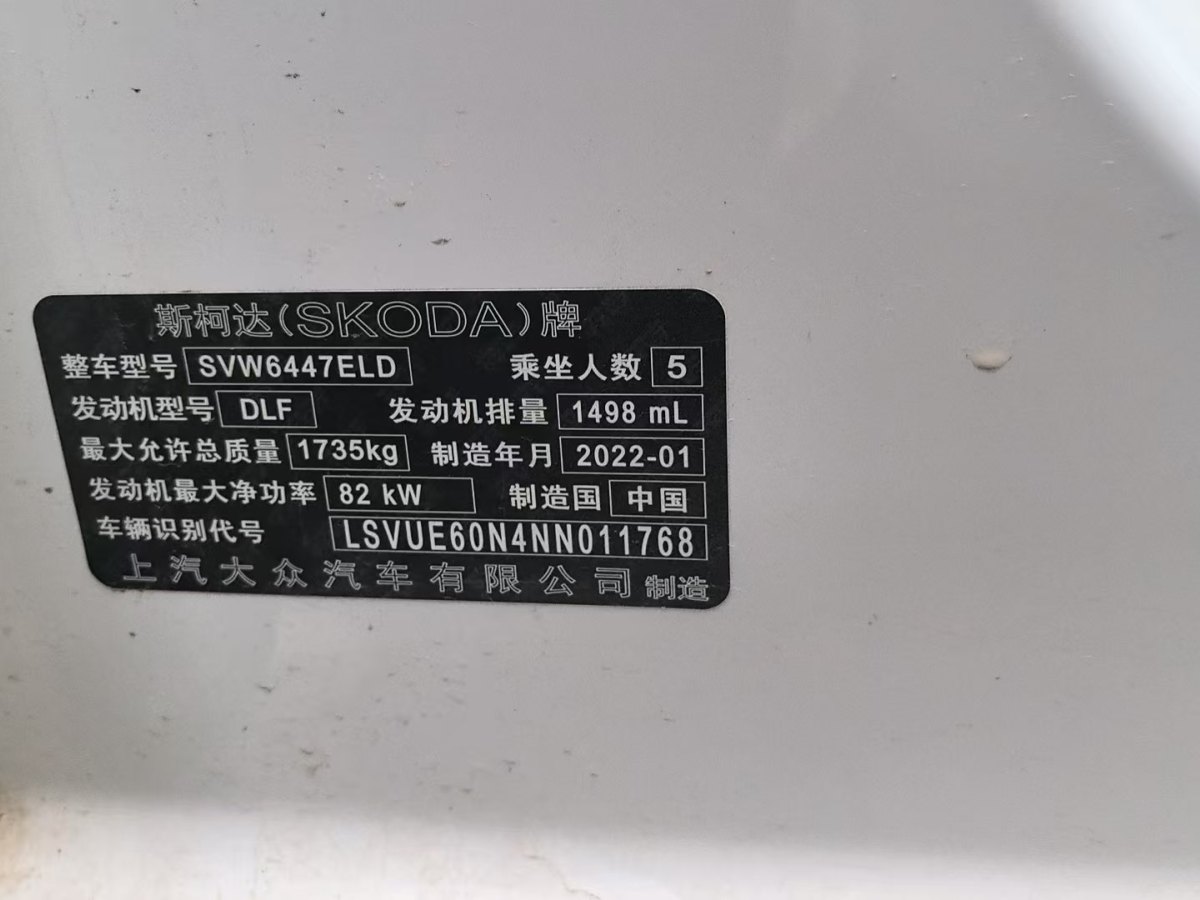 斯柯达(SKODA)牌
整车型号 SVW6447ELD 乘坐人数 5
发动机型号 DLF 发动机排量 1498 mL
最大允许总质量 1735kg 制造年月 2022-01
发动机最大净功率 82 kW 制造国 中国
车辆识别代号 LSVUE60N4NN011768
上汽大众汽车有限公司 制造